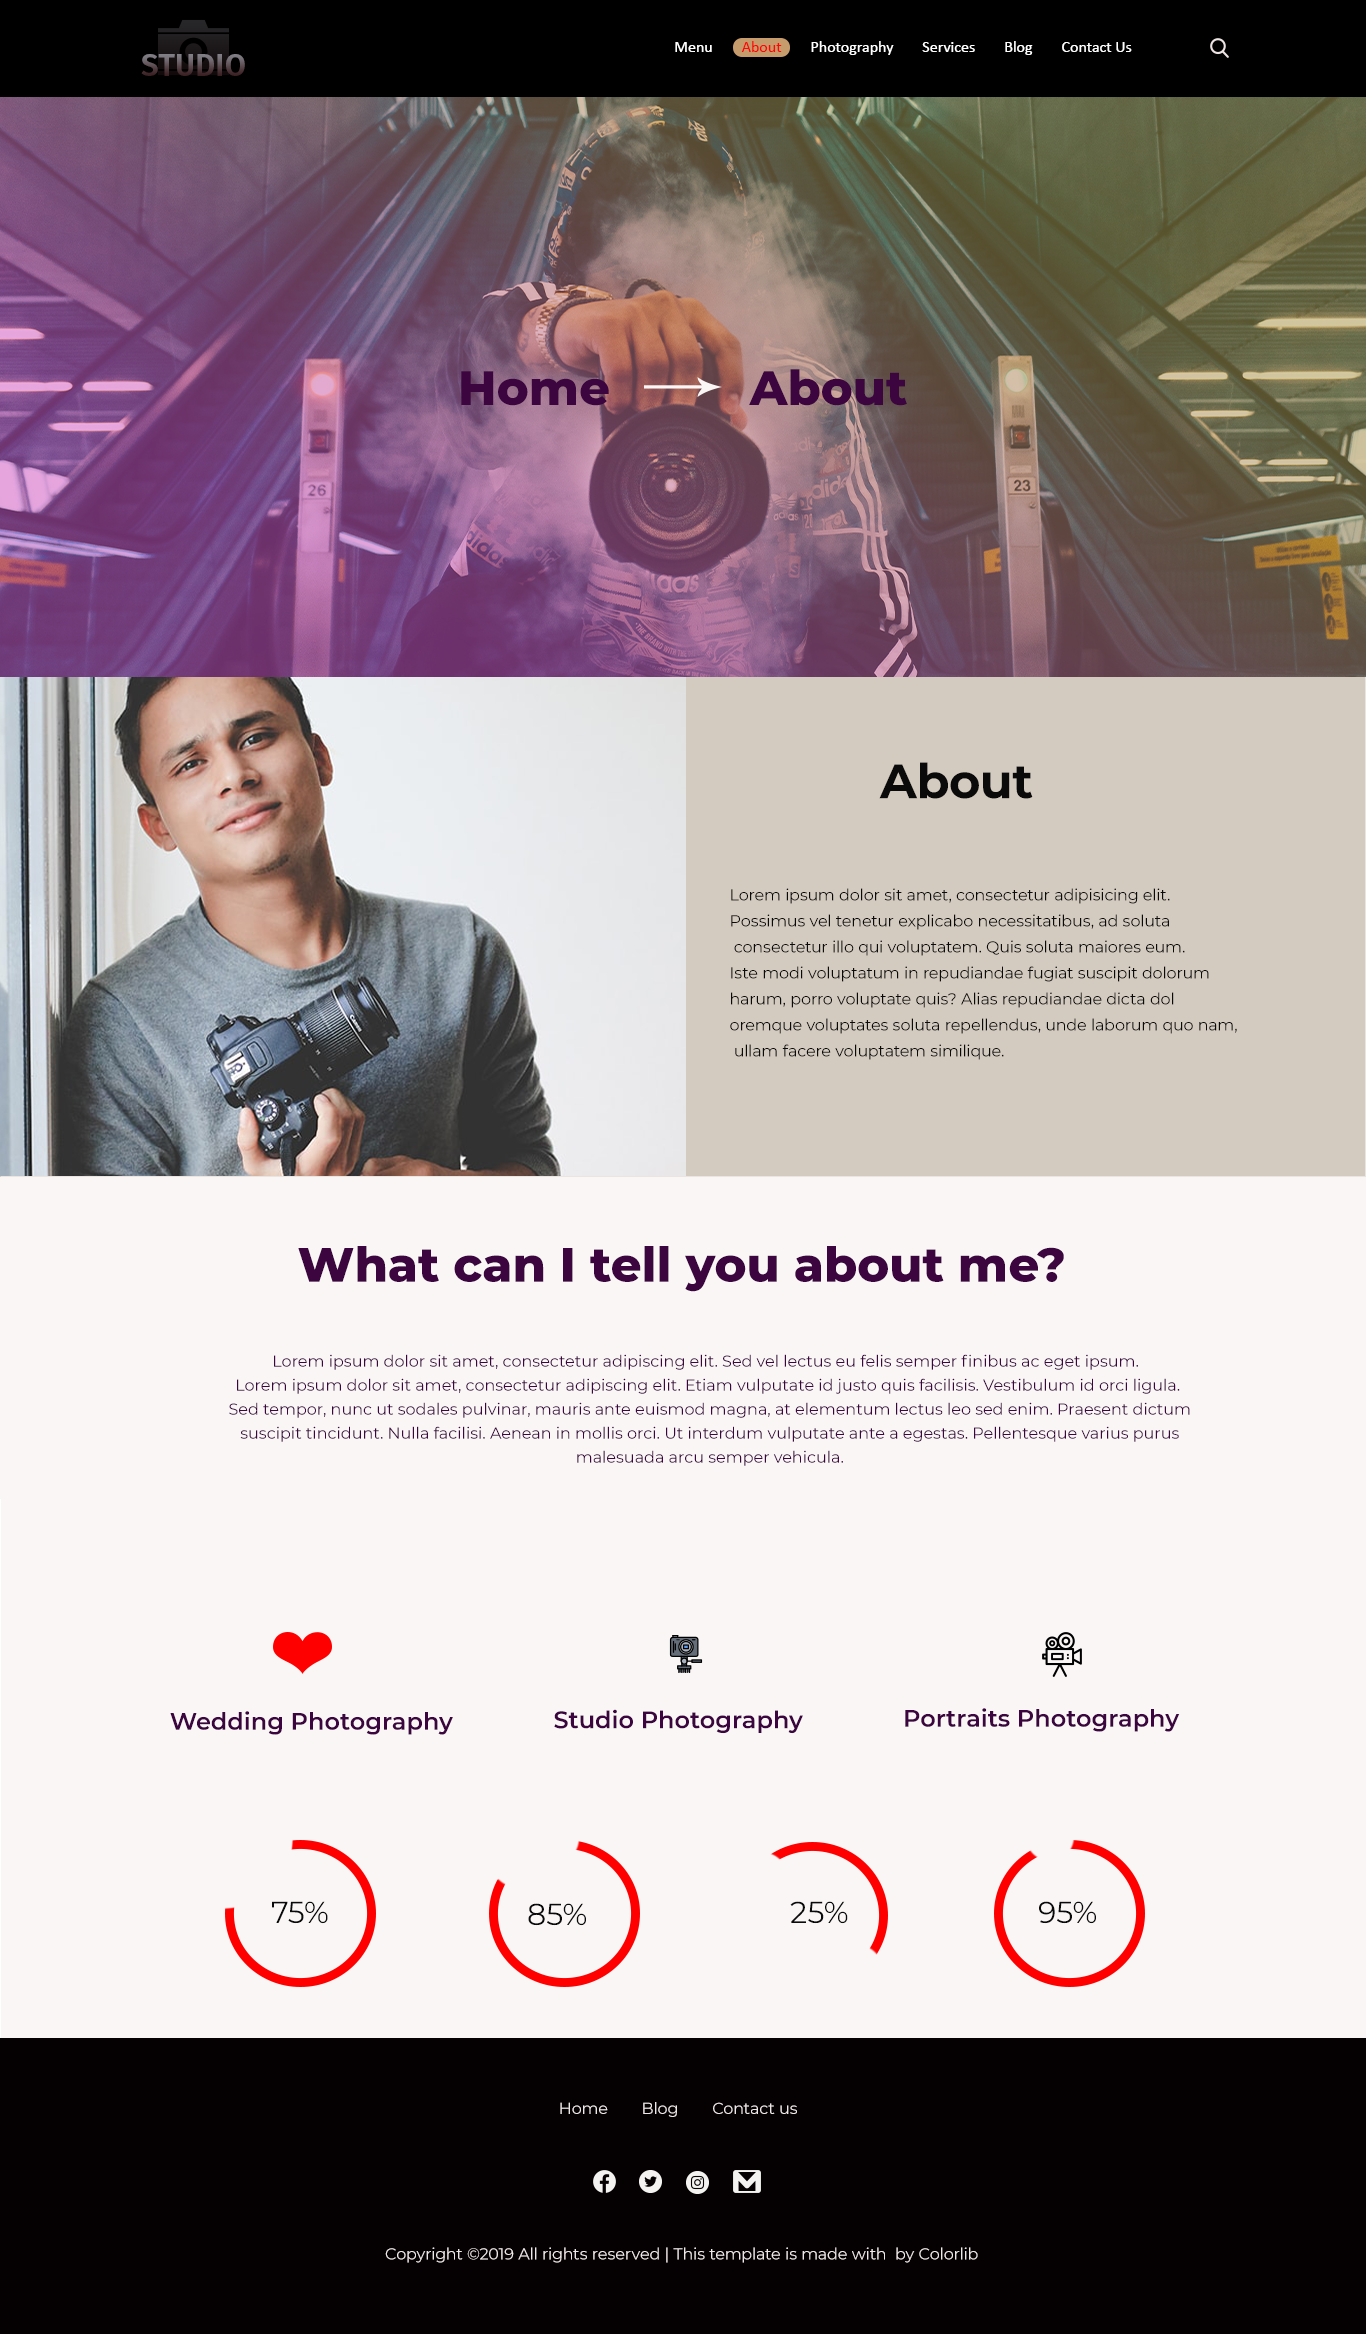 STUDIO
Menu About Photography Services Blog Contact Us
Home About
26
23
adidas
adidas
adidas
Canon
About
Lorem ipsum dolor sit amet, consectetur adipisicing elit.
Possimus vel tenetur explicabo necessitatibus, ad soluta
consectetur illo qui voluptatem. Quis soluta maiores eum.
Iste modi voluptatum in repudiandae fugiat suscipit dolorum
harum, porro voluptate quis? Alias repudiandae dicta dol
oremque voluptates soluta repellendus, unde laborum quo nam,
ullam facere voluptatem similique.
What can I tell you about me?
Lorem ipsum dolor sit amet, consectetur adipiscing elit. Sed vel lectus eu felis semper finibus ac eget ipsum.
Lorem ipsum dolor sit amet, consectetur adipiscing elit. Etiam vulputate id justo quis facilisis. Vestibulum id orci ligula.
Sed tempor, nunc ut sodales pulvinar, mauris ante euismod magna, at elementum lectus leo sed enim. Praesent dictum
suscipit tincidunt. Nulla facilisi. Aenean in mollis orci. Ut interdum vulputate ante a egestas. Pellentesque varius purus
malesuada arcu semper vehicula.
Wedding Photography
Studio Photography
Portraits Photography
75%
85%
25%
95%
Home Blog Contact us
Copyright ©2019 All rights reserved | This template is made with by Colorlib